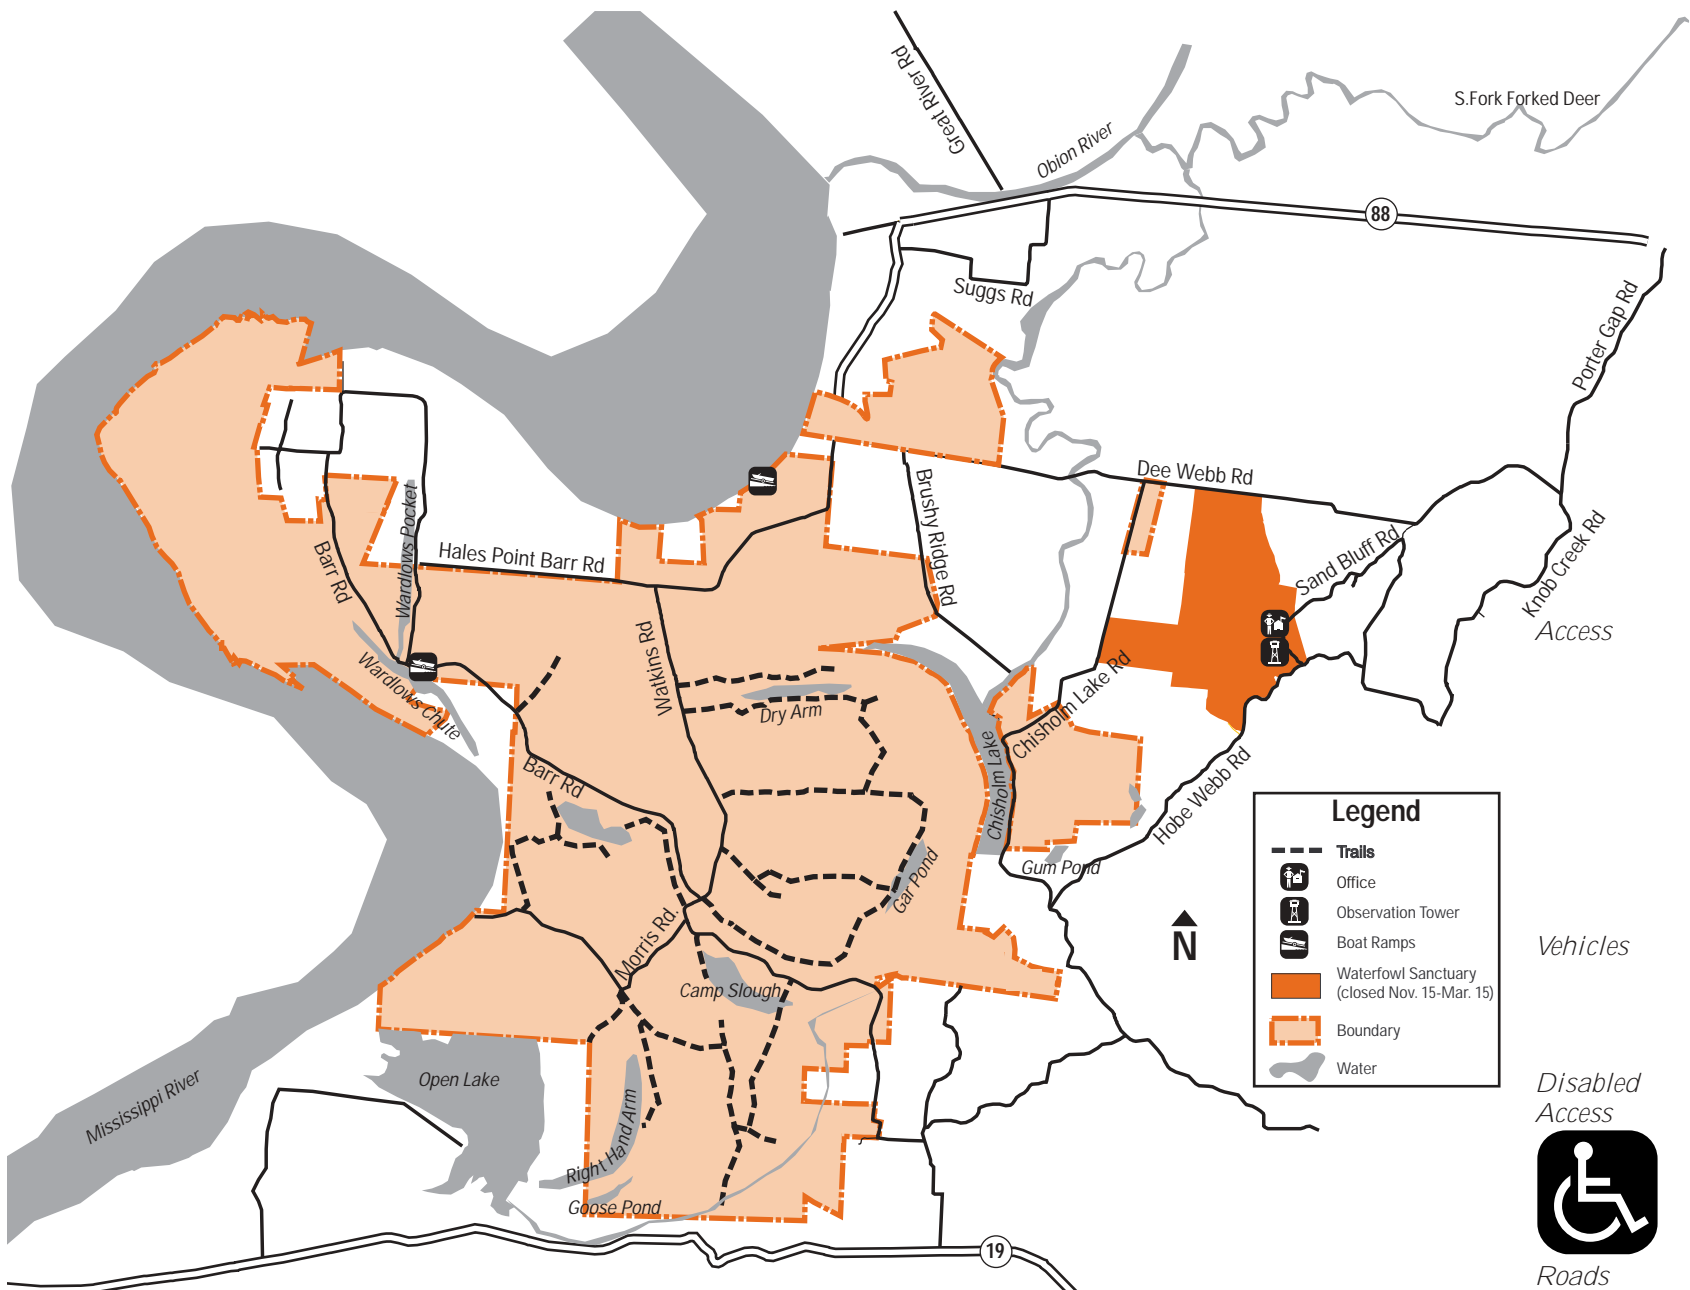 Great River Rd
Obion River
S.Fork Forked Deer
88
Suggs Rd
Porter Gap Rd
Dee Webb Rd
Brushy Ridge Rd
Wardlows Pocket
Hales Point Barr Rd
Barr Rd
Sand Bluff Rd
Knob Creek Rd
Access
Watkins Rd
Wardlows Chute
Dry Arm
Chisholm Lake Rd
Chisholm Lake
Barr Rd
Hobe Webb Rd
Gum Pond
Gar Pond
Morris Rd.
Camp Slough
N
Legend
Trails
Office
Observation Tower
Boat Ramps
Waterfowl Sanctuary
(closed Nov. 15-Mar. 15)
Boundary
Water
Vehicles
Disabled
Access
Open Lake
Mississippi River
Right Hand Arm
Goose Pond
19
Roads